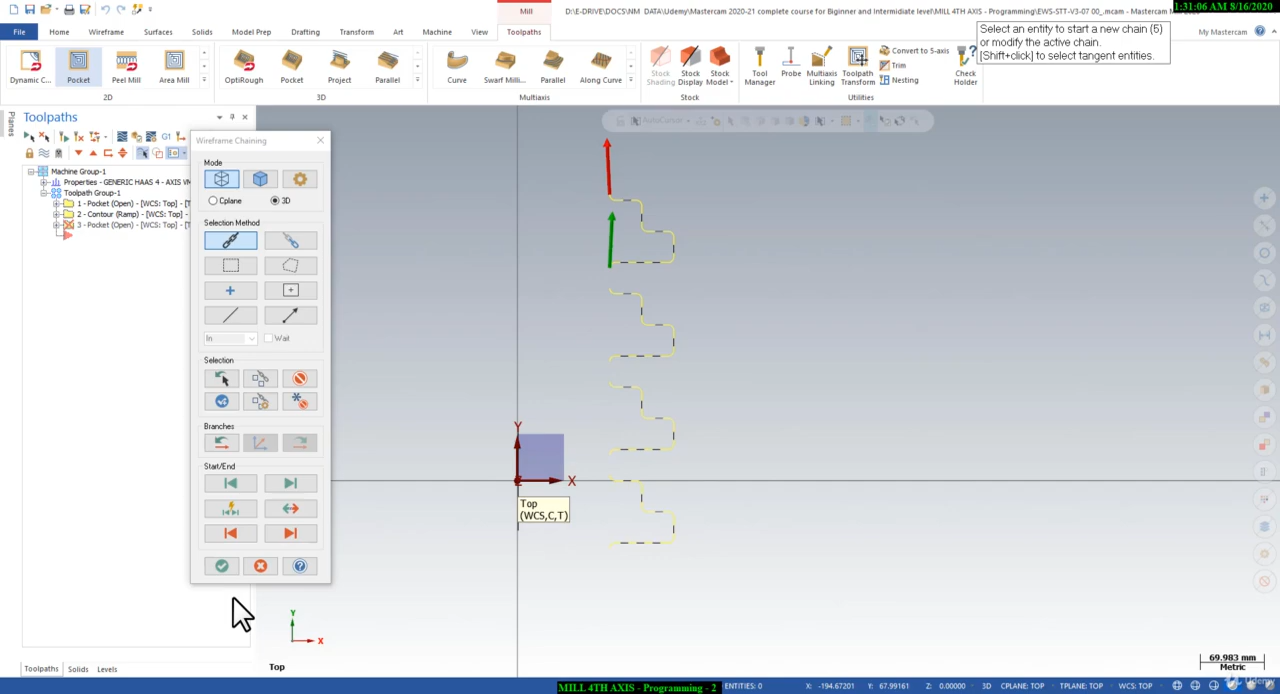 Mill
D:\E-DRIVE\DOCS\NM DATA\Udemy\Mastercam 2020-21 complete course for Biginner and Intermidiate level\MILL 4TH AXIS - Programming\EWS-STT-V3-07 00_.mcam - Mastercam
1:31:06 AM 8/16/2020
File
Home
Wireframe
Surfaces
Solids
Model Prep
Drafting
Transform
Art
Machine
View
Toolpaths
My Mastercam
Select an entity to start a new chain (5)
or modify the active chain.
[Shift+click] to select tangent entities.
Dynamic C...
Pocket
Peel Mill
Area Mill
OptiRough
Pocket
Project
Parallel
Curve
Swarf Milli...
Parallel
Along Curve
Stock Shading
Stock Display
Stock Model
Tool Manager
Probe
Multiaxis Linking
Toolpath Transform
Convert to 5-axis
Trim
Nesting
Check Holder
2D
3D
Multiaxis
Stock
Utilities
Planes
Toolpaths
G1
Machine Group-1
Properties - GENERIC HAAS 4 - AXIS VM
Toolpath Group-1
1 - Pocket (Open) - [WCS: Top] - [T
2 - Contour (Ramp) - [WCS: Top] -
3 - Pocket (Open) - [WCS: Top] - [T
Wireframe Chaining
Mode
Cplane
3D
Selection Method
In
Wait
Selection
Branches
Start/End
AutoCursor
Y
X
Z
Top
(WCS,C,T)
Y
X
Top
69.983 mm
Metric
Toolpaths
Solids
Levels
MILL 4TH AXIS - Programming - 2
ENTITIES: 0
X: -194.67201
Y: 67.99161
Z: 0.00000
3D
CPLANE: TOP
TPLANE: TOP
WCS: TOP
Udemy